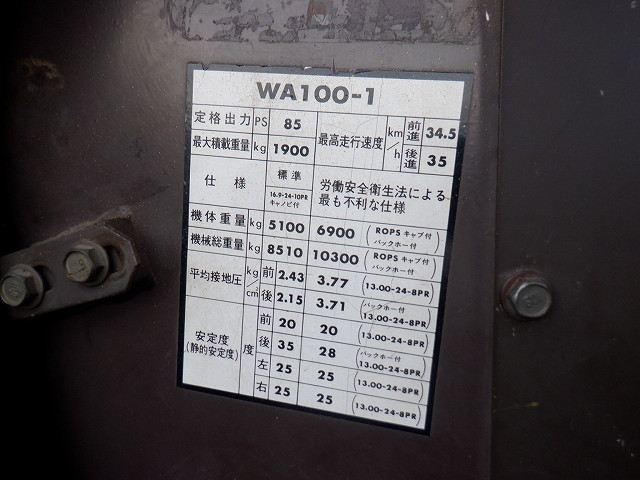 WA100-1
定格出力 PS 85 最高走行速度 km/h 前進 34.5
最大積載重量 kg 1900 後進 35
仕様 標準 16.9-24-10PR キャノピ付 労働安全衛生法による
最も不利な仕様
機体重量 kg 5100 6900 (ROPS キャブ付 バックホー付)
機械総重量 kg 8510 10300 (ROPS キャブ付 バックホー付)
平均接地圧 kg/cm² 前 2.43 3.77 (13.00-24-8PR)
後 2.15 3.71 (バックホー付 13.00-24-8PR)
安定度 (静的安定度) 度 前 20 20 (13.00-24-8PR)
後 35 28 (バックホー付 13.00-24-8PR)
左 25 25 (13.00-24-8PR)
右 25 25 (13.00-24-8PR)